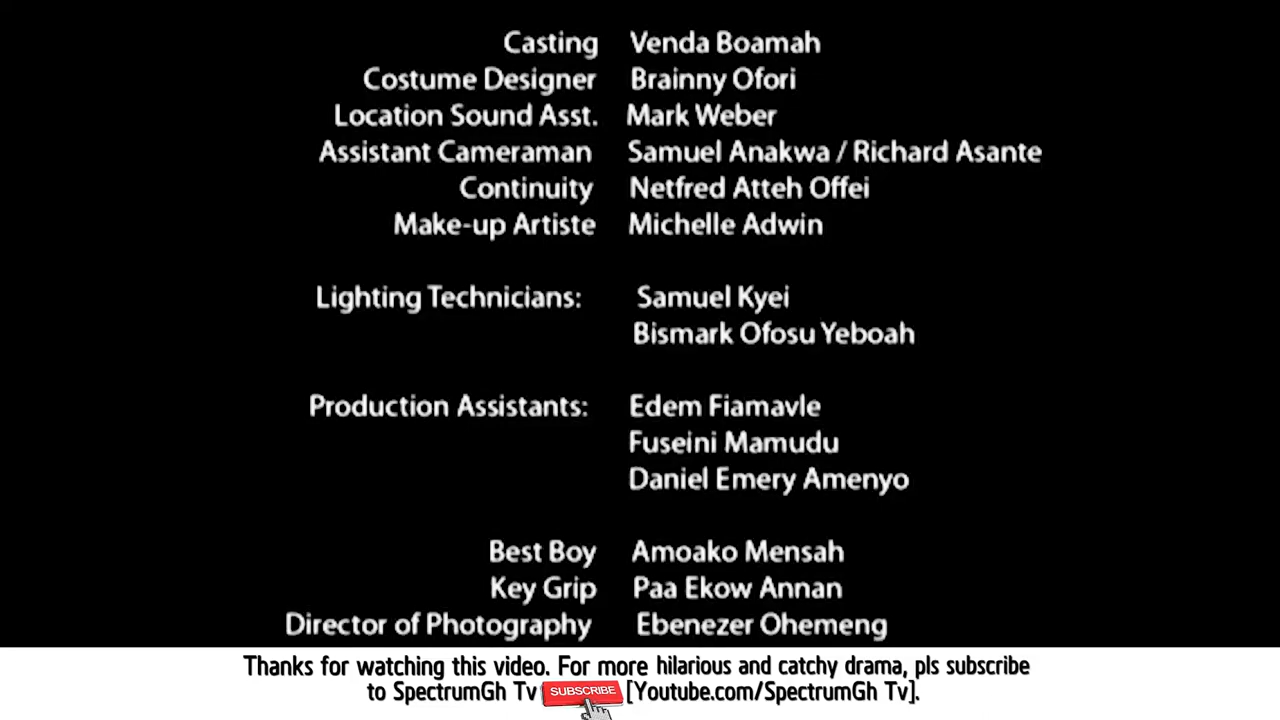 Casting Venda Boamah
Costume Designer Brainny Ofori
Location Sound Asst. Mark Weber
Assistant Cameraman Samuel Anakwa / Richard Asante
Continuity Netfred Atteh Offei
Make-up Artiste Michelle Adwin
Lighting Technicians: Samuel Kyei
Bismark Ofosu Yeboah
Production Assistants: Edem Fiamavle
Fuseini Mamudu
Daniel Emery Amenyo
Best Boy Amoako Mensah
Key Grip Paa Ekow Annan
Director of Photography Ebenezer Ohemeng
Thanks for watching this video. For more hilarious and catchy drama, pls subscribe
to SpectrumGh Tv SUBSCRIBE [Youtube.com/SpectrumGh Tv].